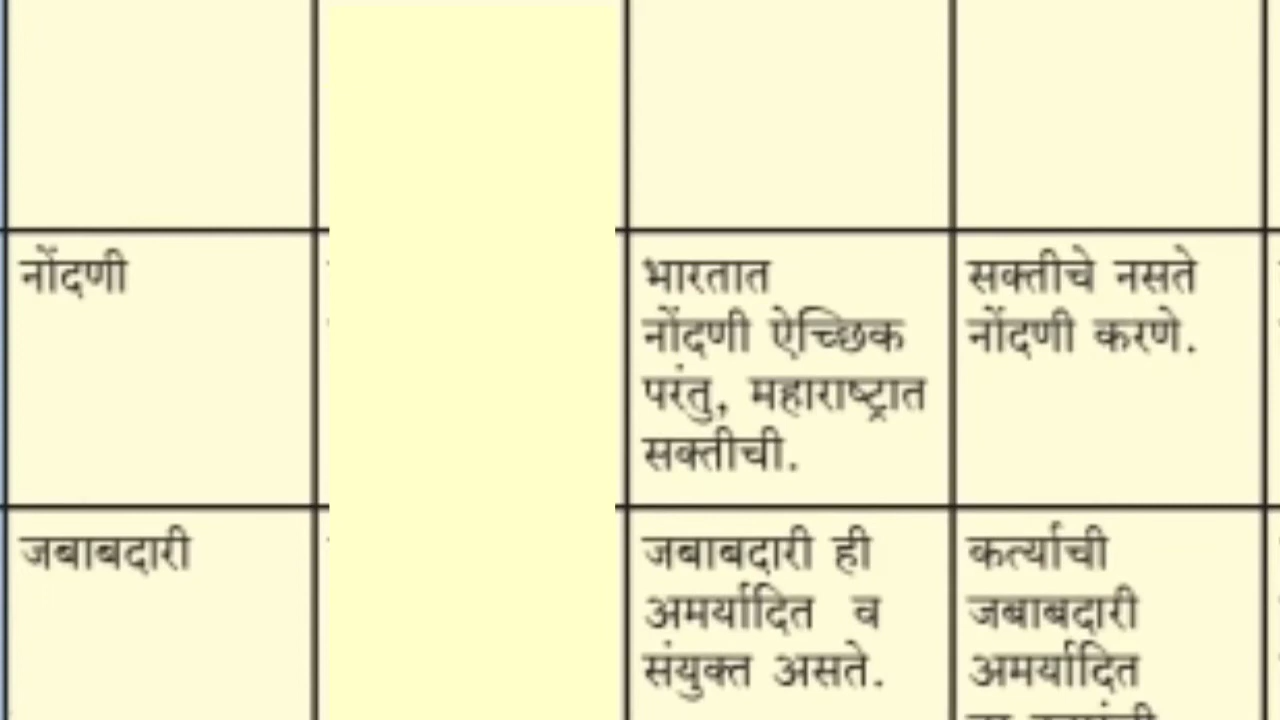 नोंदणी
भारतात
नोंदणी ऐच्छिक
परंतु, महाराष्ट्रात
सक्तीची.
सक्तीचे नसते
नोंदणी करणे.
जबाबदारी
जबाबदारी ही
अमर्यादित व
संयुक्त असते.
कर्त्याची
जबाबदारी
अमर्यादित